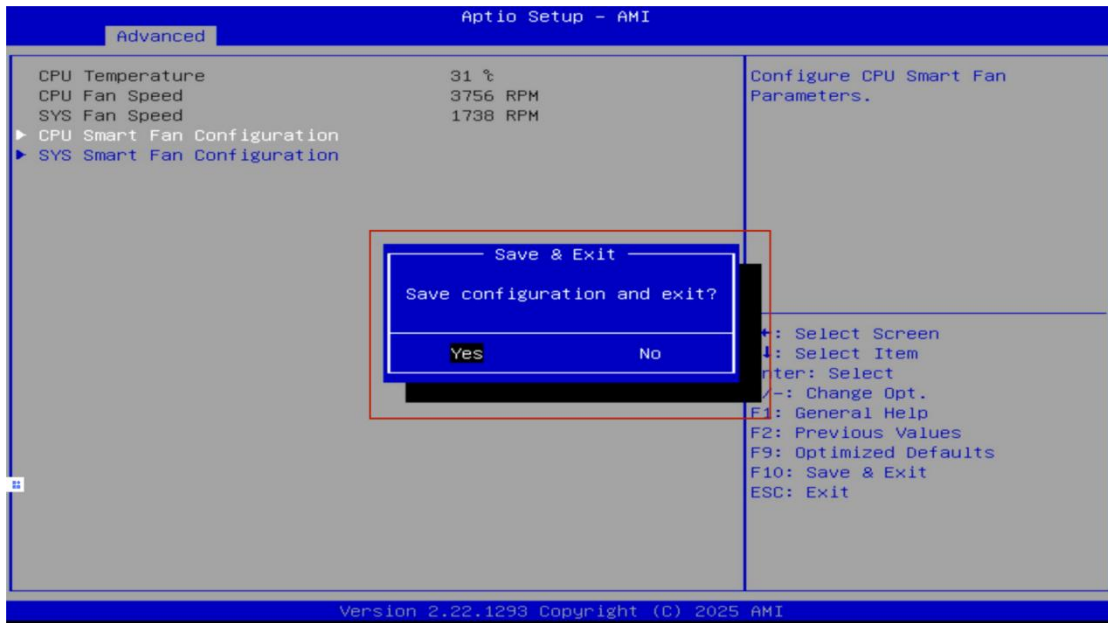 Aptio Setup – AMI
Advanced
CPU Temperature 31 ℃
CPU Fan Speed 3756 RPM
SYS Fan Speed 1738 RPM
CPU Smart Fan Configuration
SYS Smart Fan Configuration
Configure CPU Smart Fan
Parameters.
Save & Exit
Save configuration and exit?
Yes No
: Select Screen
: Select Item
nter: Select
/-: Change Opt.
F1: General Help
F2: Previous Values
F9: Optimized Defaults
F10: Save & Exit
ESC: Exit
Version 2.22.1293 Copyright (C) 2025 AMI